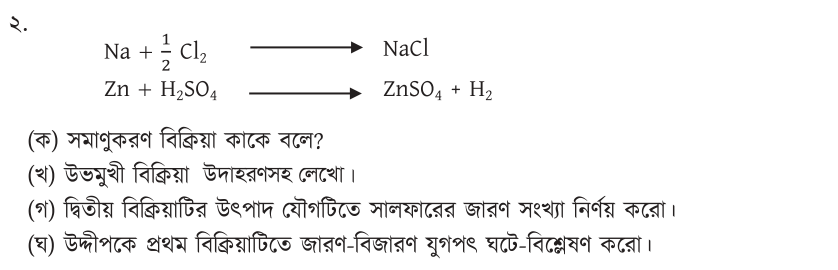 ২.
Na + 1/2 Cl₂ ⟶ NaCl
Zn + H₂SO₄ ⟶ ZnSO₄ + H₂
(ক) সমাণুকরণ বিক্রিয়া কাকে বলে?
(খ) উভমুখী বিক্রিয়া উদাহরণসহ লেখো।
(গ) দ্বিতীয় বিক্রিয়াটির উৎপাদ যৌগটিতে সালফারের জারণ সংখ্যা নির্ণয় করো।
(ঘ) উদ্দীপকে প্রথম বিক্রিয়াটিতে জারণ-বিজারণ যুগপৎ ঘটে-বিশ্লেষণ করো।